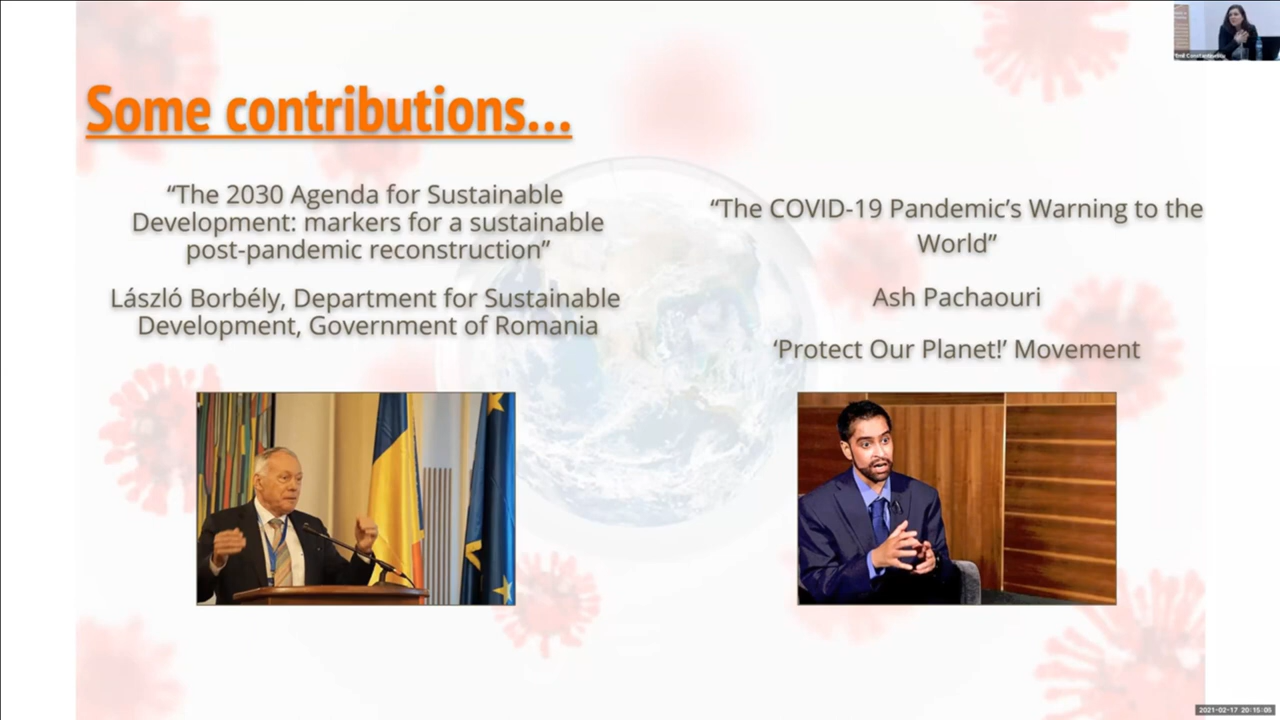 Some contributions...
“The 2030 Agenda for Sustainable
Development: markers for a sustainable
post-pandemic reconstruction”
László Borbély, Department for Sustainable
Development, Government of Romania
“The COVID-19 Pandemic’s Warning to the
World”
Ash Pachaouri
‘Protect Our Planet!’ Movement
2021-02-17 20:15:05